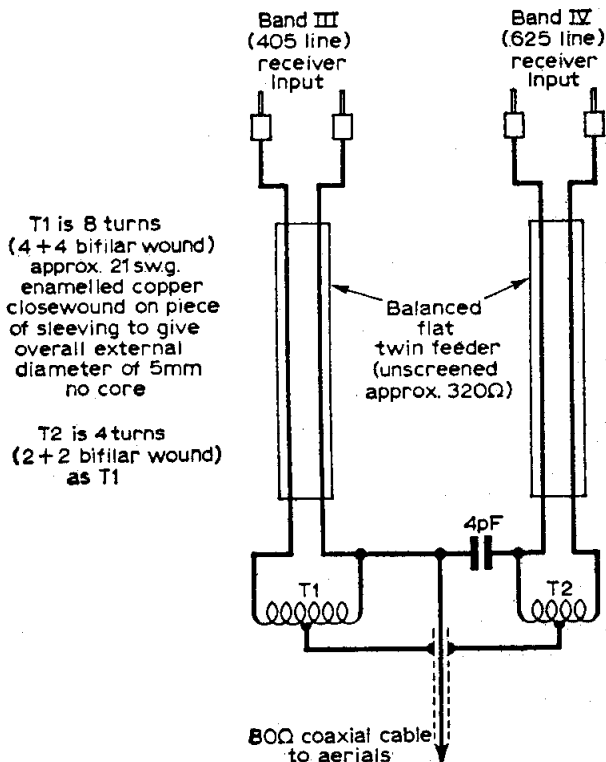 Band III
(405 line)
receiver
input
Band IV
(625 line)
receiver
input
T1 is 8 turns
(4+4 bifilar wound)
approx. 21 s.w.g.
enamelled copper
closewound on piece
of sleeving to give
overall external
diameter of 5mm
no core
T2 is 4 turns
(2+2 bifilar wound)
as T1
Balanced
flat
twin feeder
(unscreened
approx. 320Ω)
4pF
T1
T2
80Ω coaxial cable
to aerials